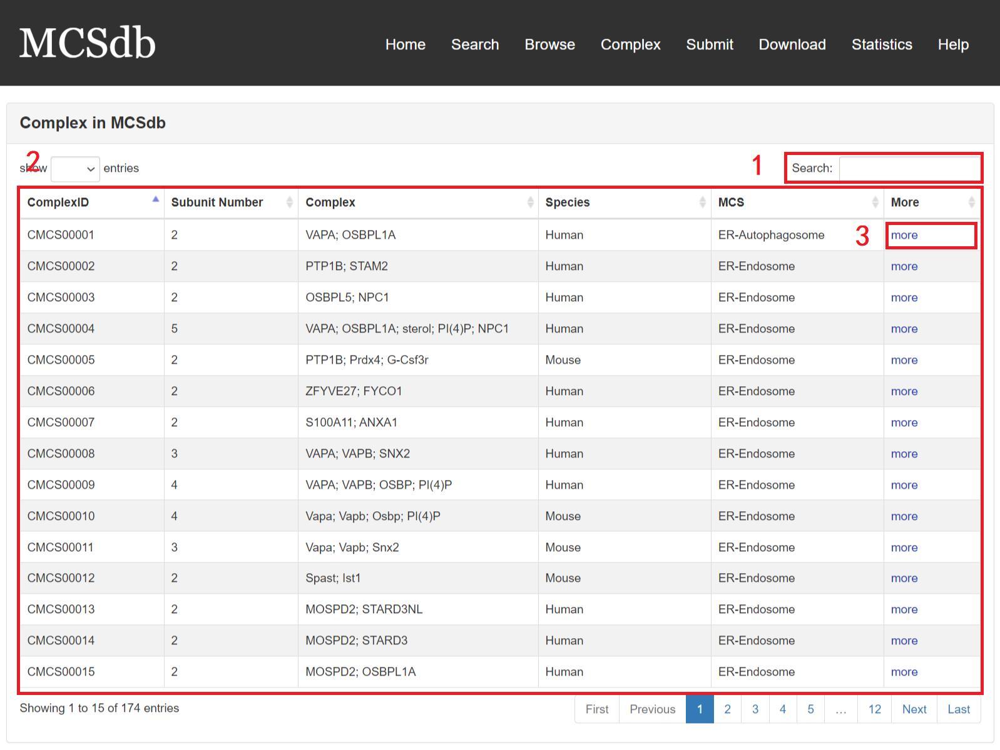 MCSdb
Home Search Browse Complex Submit Download Statistics Help
Complex in MCSdb
2 show entries 1 Search:
ComplexID Subunit Number Complex Species MCS More
CMCS00001 2 VAPA; OSBPL1A Human ER-Autophagosome 3 more
CMCS00002 2 PTP1B; STAM2 Human ER-Endosome more
CMCS00003 2 OSBPL5; NPC1 Human ER-Endosome more
CMCS00004 5 VAPA; OSBPL1A; sterol; PI(4)P; NPC1 Human ER-Endosome more
CMCS00005 2 PTP1B; Prdx4; G-Csf3r Mouse ER-Endosome more
CMCS00006 2 ZFYVE27; FYCO1 Human ER-Endosome more
CMCS00007 2 S100A11; ANXA1 Human ER-Endosome more
CMCS00008 3 VAPA; VAPB; SNX2 Human ER-Endosome more
CMCS00009 4 VAPA; VAPB; OSBP; PI(4)P Human ER-Endosome more
CMCS00010 4 Vapa; Vapb; Osbp; PI(4)P Mouse ER-Endosome more
CMCS00011 3 Vapa; Vapb; Snx2 Mouse ER-Endosome more
CMCS00012 2 Spast; Ist1 Mouse ER-Endosome more
CMCS00013 2 MOSPD2; STARD3NL Human ER-Endosome more
CMCS00014 2 MOSPD2; STARD3 Human ER-Endosome more
CMCS00015 2 MOSPD2; OSBPL1A Human ER-Endosome more
Showing 1 to 15 of 174 entries First Previous 1 2 3 4 5 … 12 Next Last